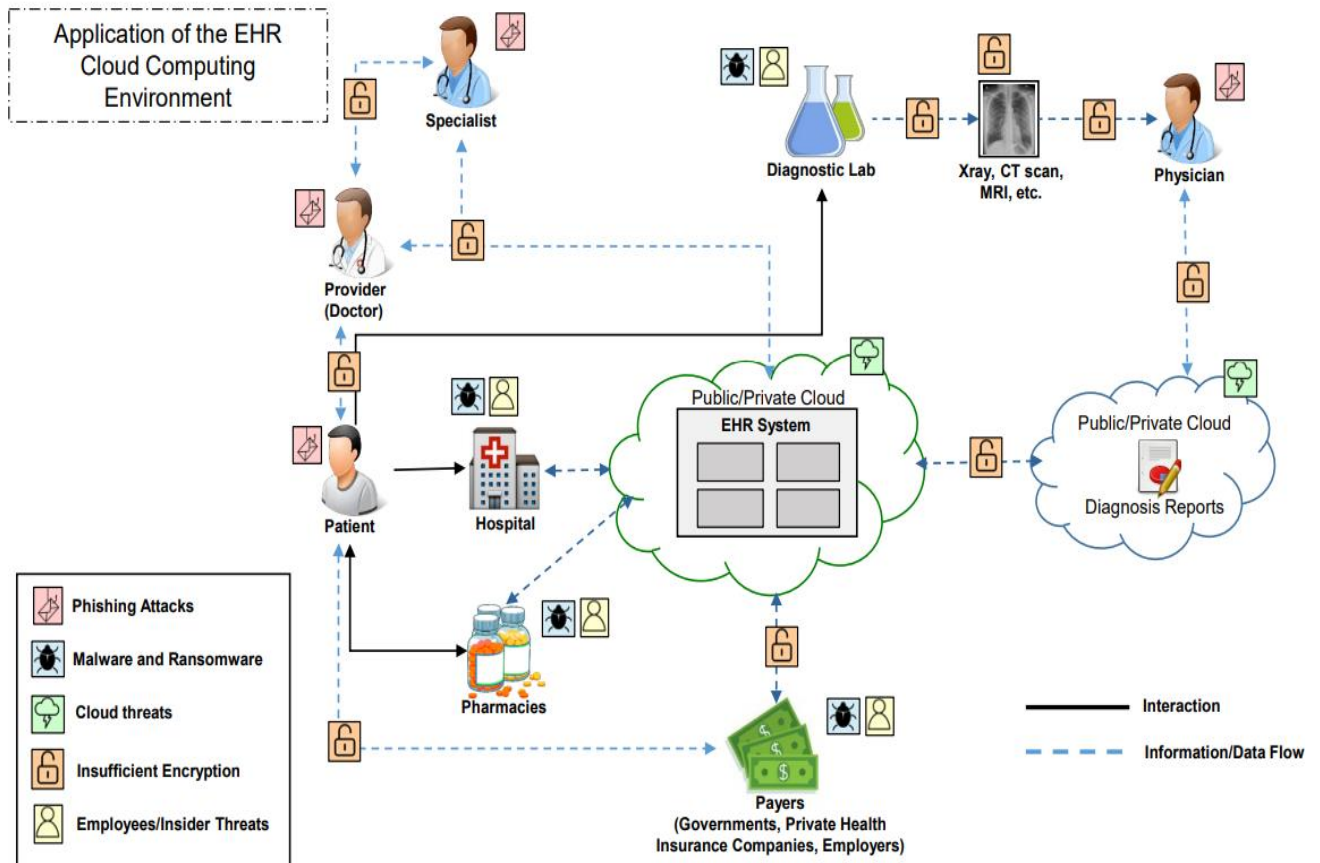 Application of the EHR
Cloud Computing
Environment
Specialist
Diagnostic Lab
Xray, CT scan,
MRI, etc.
Physician
Provider
(Doctor)
Public/Private Cloud
EHR System
Public/Private Cloud
Diagnosis Reports
Patient
Hospital
Pharmacies
Payers
(Governments, Private Health
Insurance Companies, Employers)
Phishing Attacks
Malware and Ransomware
Cloud threats
Insufficient Encryption
Employees/Insider Threats
Interaction
Information/Data Flow